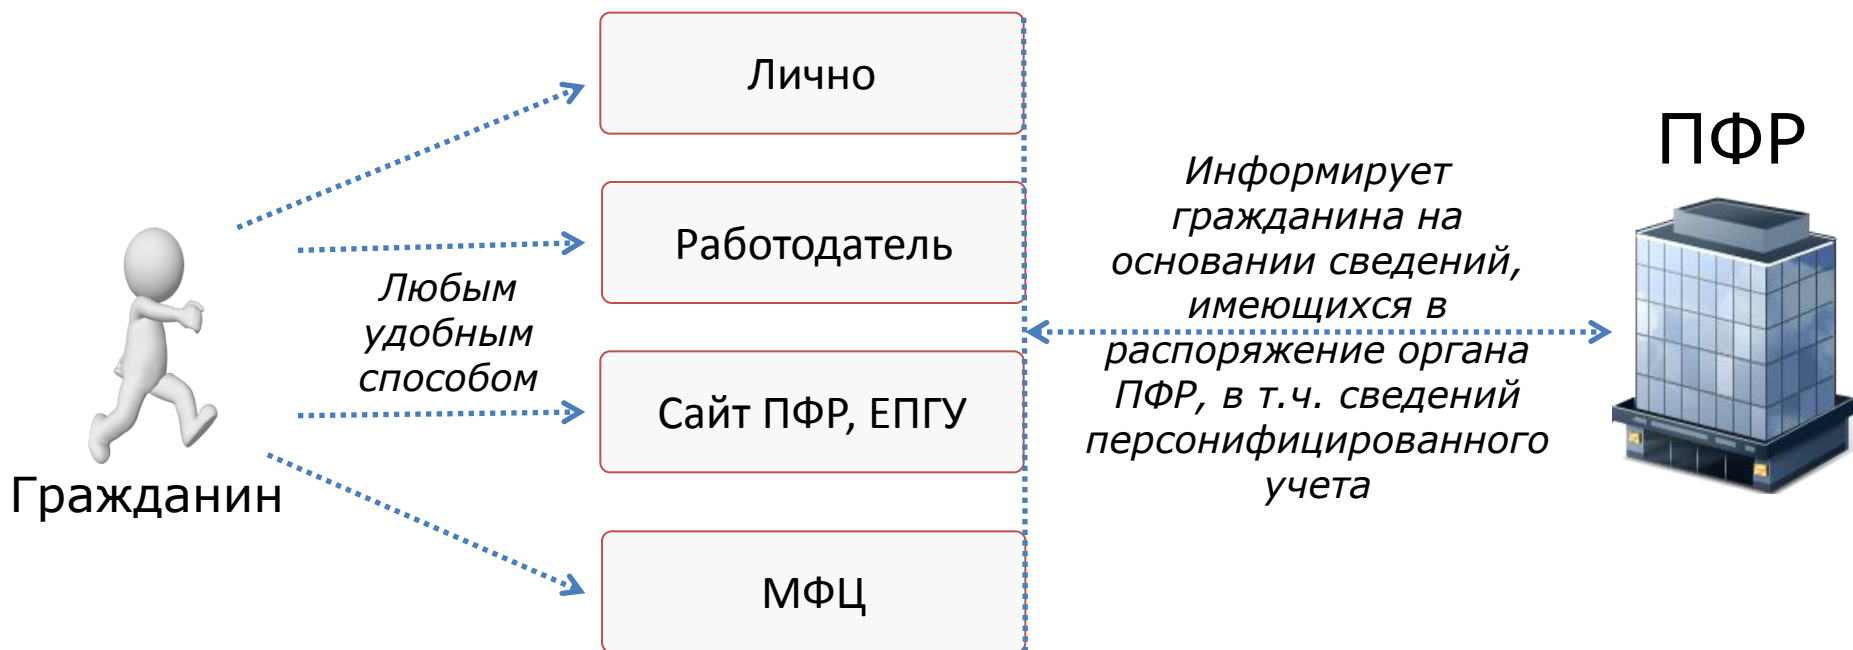 Лично
Работодатель
Сайт ПФР, ЕПГУ
МФЦ
Любым
удобным
способом
Гражданин
Информирует
гражданина на
основании сведений,
имеющихся в
распоряжение органа
ПФР, в т.ч. сведений
персонифицированного
учета
ПФР